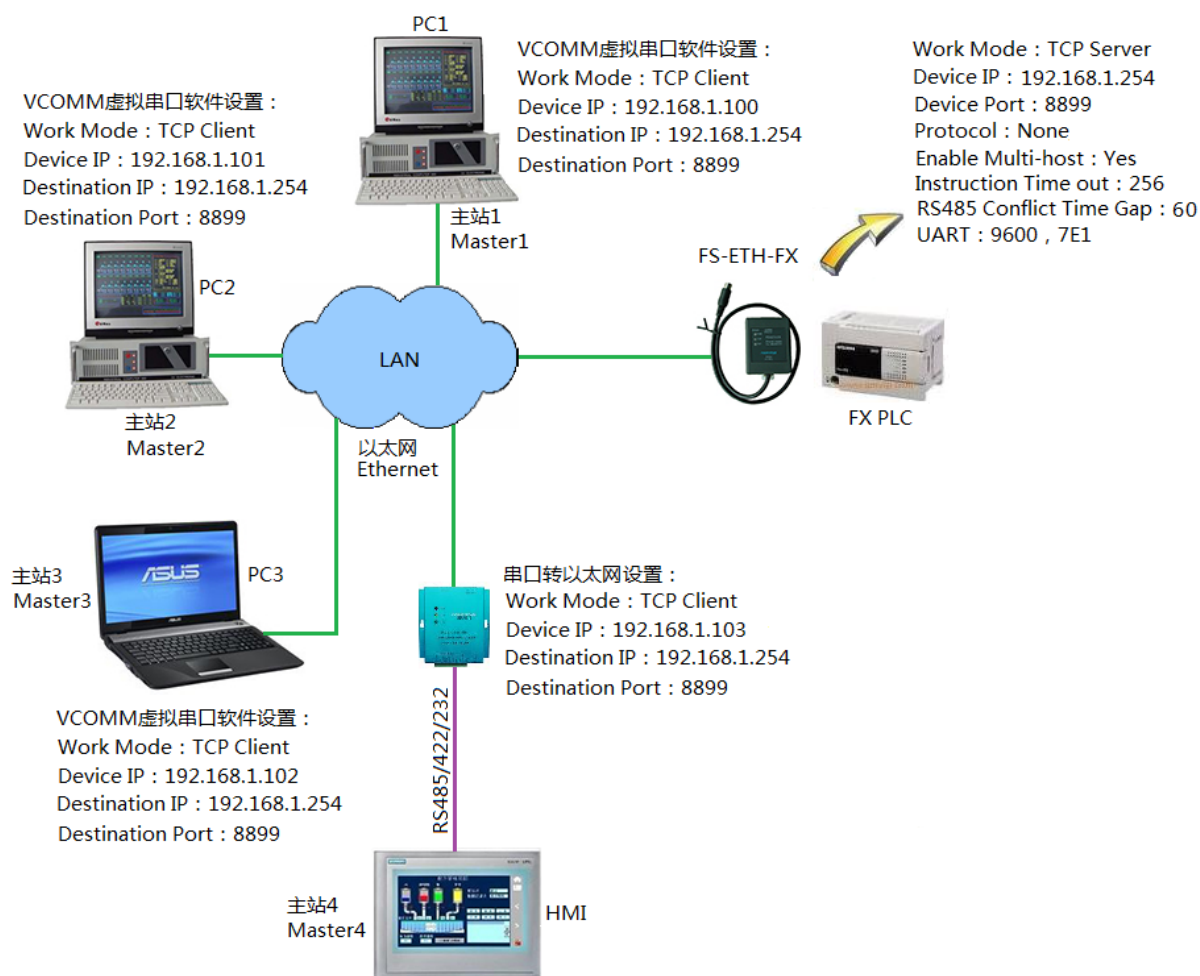 PC1
VCOMM虚拟串口软件设置：
Work Mode：TCP Client
Device IP：192.168.1.100
Destination IP：192.168.1.254
Destination Port：8899
主站1
Master1
Work Mode：TCP Server
Device IP：192.168.1.254
Device Port：8899
Protocol：None
Enable Multi-host：Yes
Instruction Time out：256
RS485 Conflict Time Gap：60
UART：9600，7E1
VCOMM虚拟串口软件设置：
Work Mode：TCP Client
Device IP：192.168.1.101
Destination IP：192.168.1.254
Destination Port：8899
PC2
主站2
Master2
FS-ETH-FX
FX PLC
LAN
以太网
Ethernet
主站3
Master3
ASUS
PC3
VCOMM虚拟串口软件设置：
Work Mode：TCP Client
Device IP：192.168.1.102
Destination IP：192.168.1.254
Destination Port：8899
串口转以太网设置：
Work Mode：TCP Client
Device IP：192.168.1.103
Destination IP：192.168.1.254
Destination Port：8899
RS485/422/232
主站4
Master4
HMI